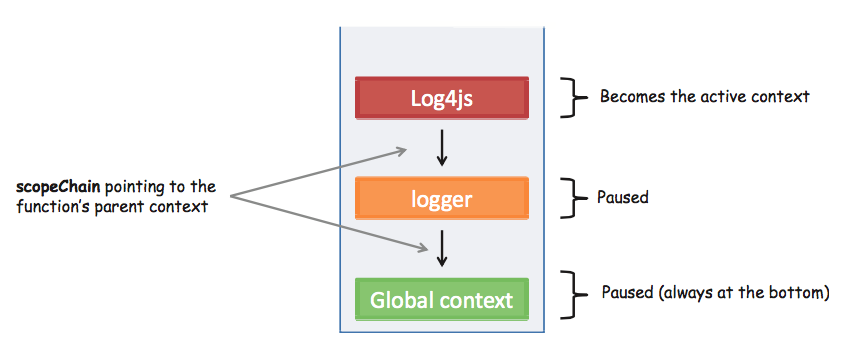 Log4js
Becomes the active context
scopeChain pointing to the
function's parent context
logger
Paused
Global context
Paused (always at the bottom)